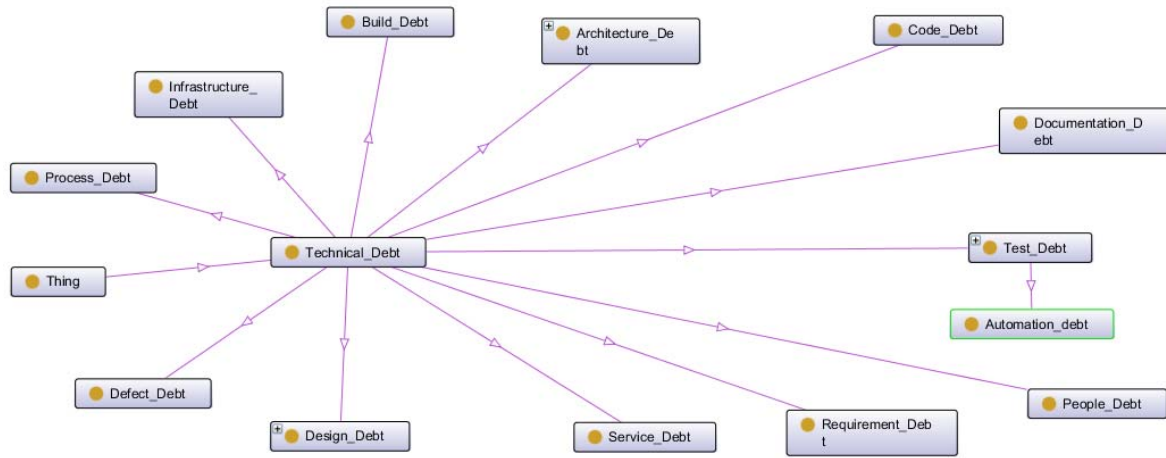 Build_Debt
Architecture_De
bt
Code_Debt
Infrastructure_
Debt
Documentation_D
ebt
Process_Debt
Technical_Debt
Test_Debt
Thing
Automation_debt
Defect_Debt
Design_Debt
Service_Debt
Requirement_Deb
t
People_Debt